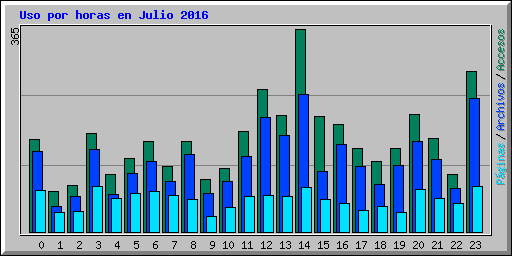 Uso por horas en Julio 2016
365
Páginas / Archivos / Accesos
0 1 2 3 4 5 6 7 8 9 10 11 12 13 14 15 16 17 18 19 20 21 22 23